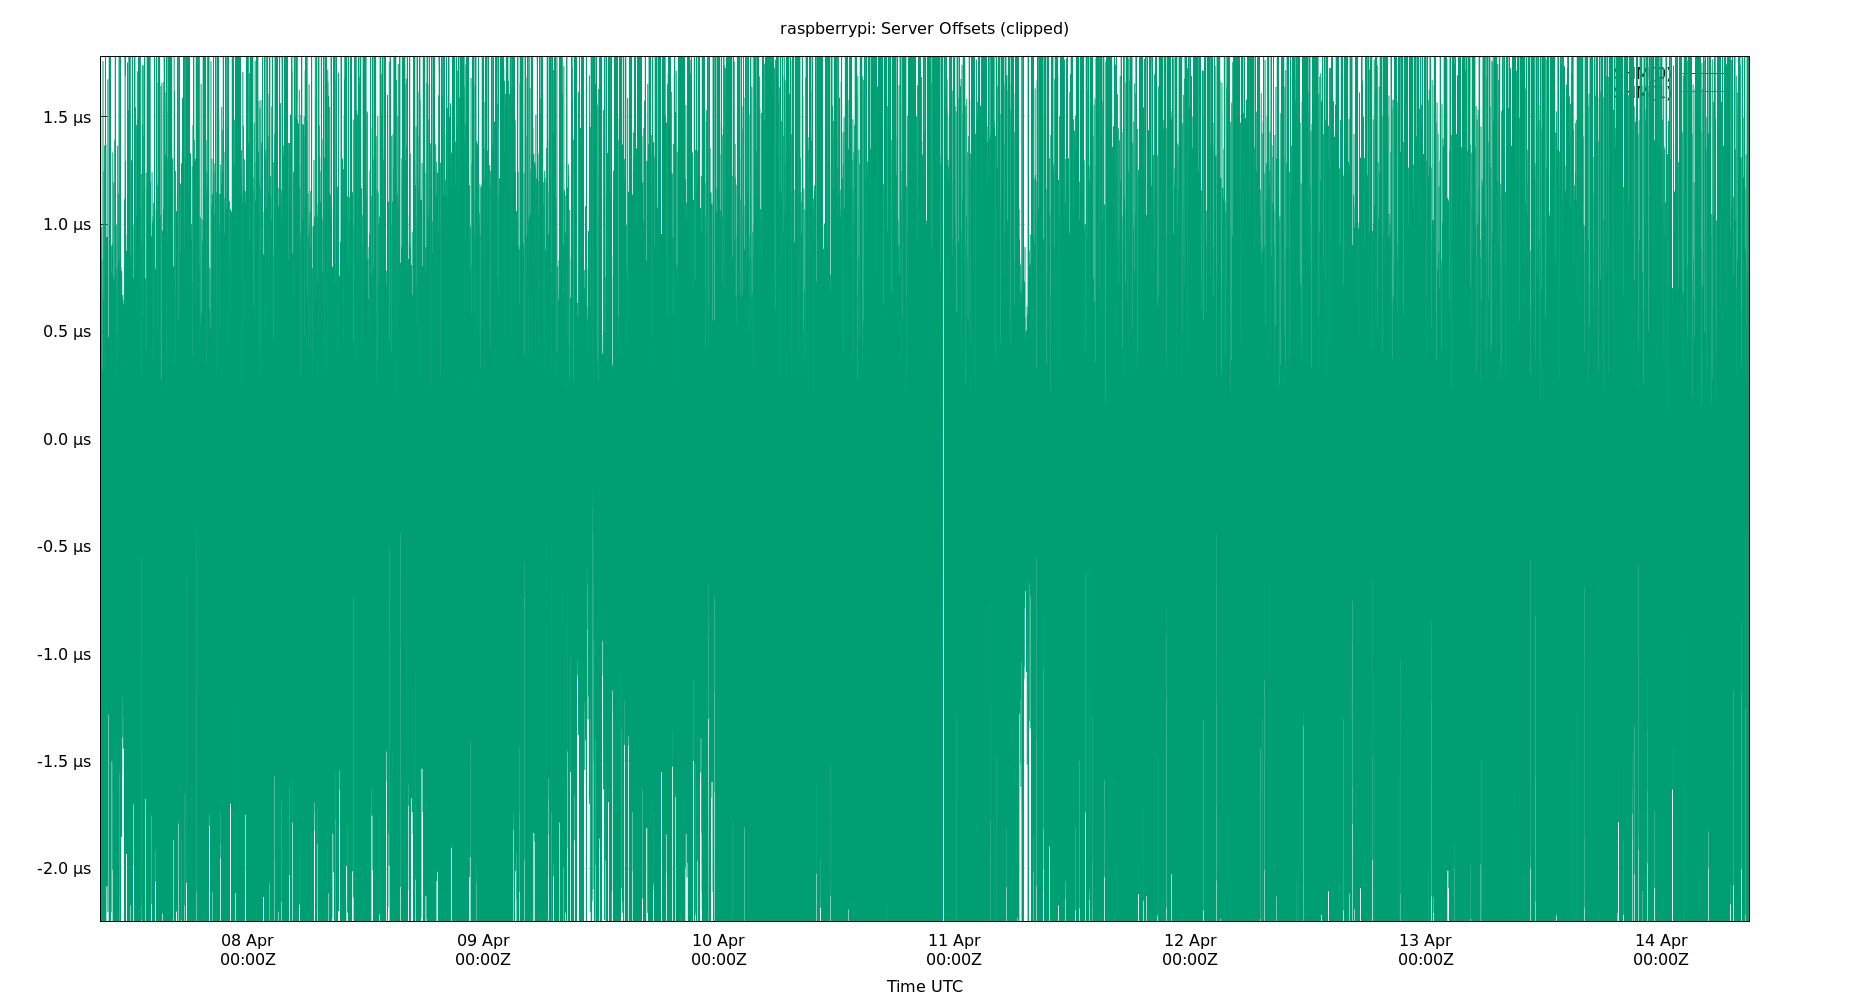 raspberrypi: Server Offsets (clipped)
1.5 µs
1.0 µs
0.5 µs
0.0 µs
-0.5 µs
-1.0 µs
-1.5 µs
-2.0 µs
08 Apr 09 Apr 10 Apr 11 Apr 12 Apr 13 Apr 14 Apr
00:00Z 00:00Z 00:00Z 00:00Z 00:00Z 00:00Z 00:00Z
Time UTC